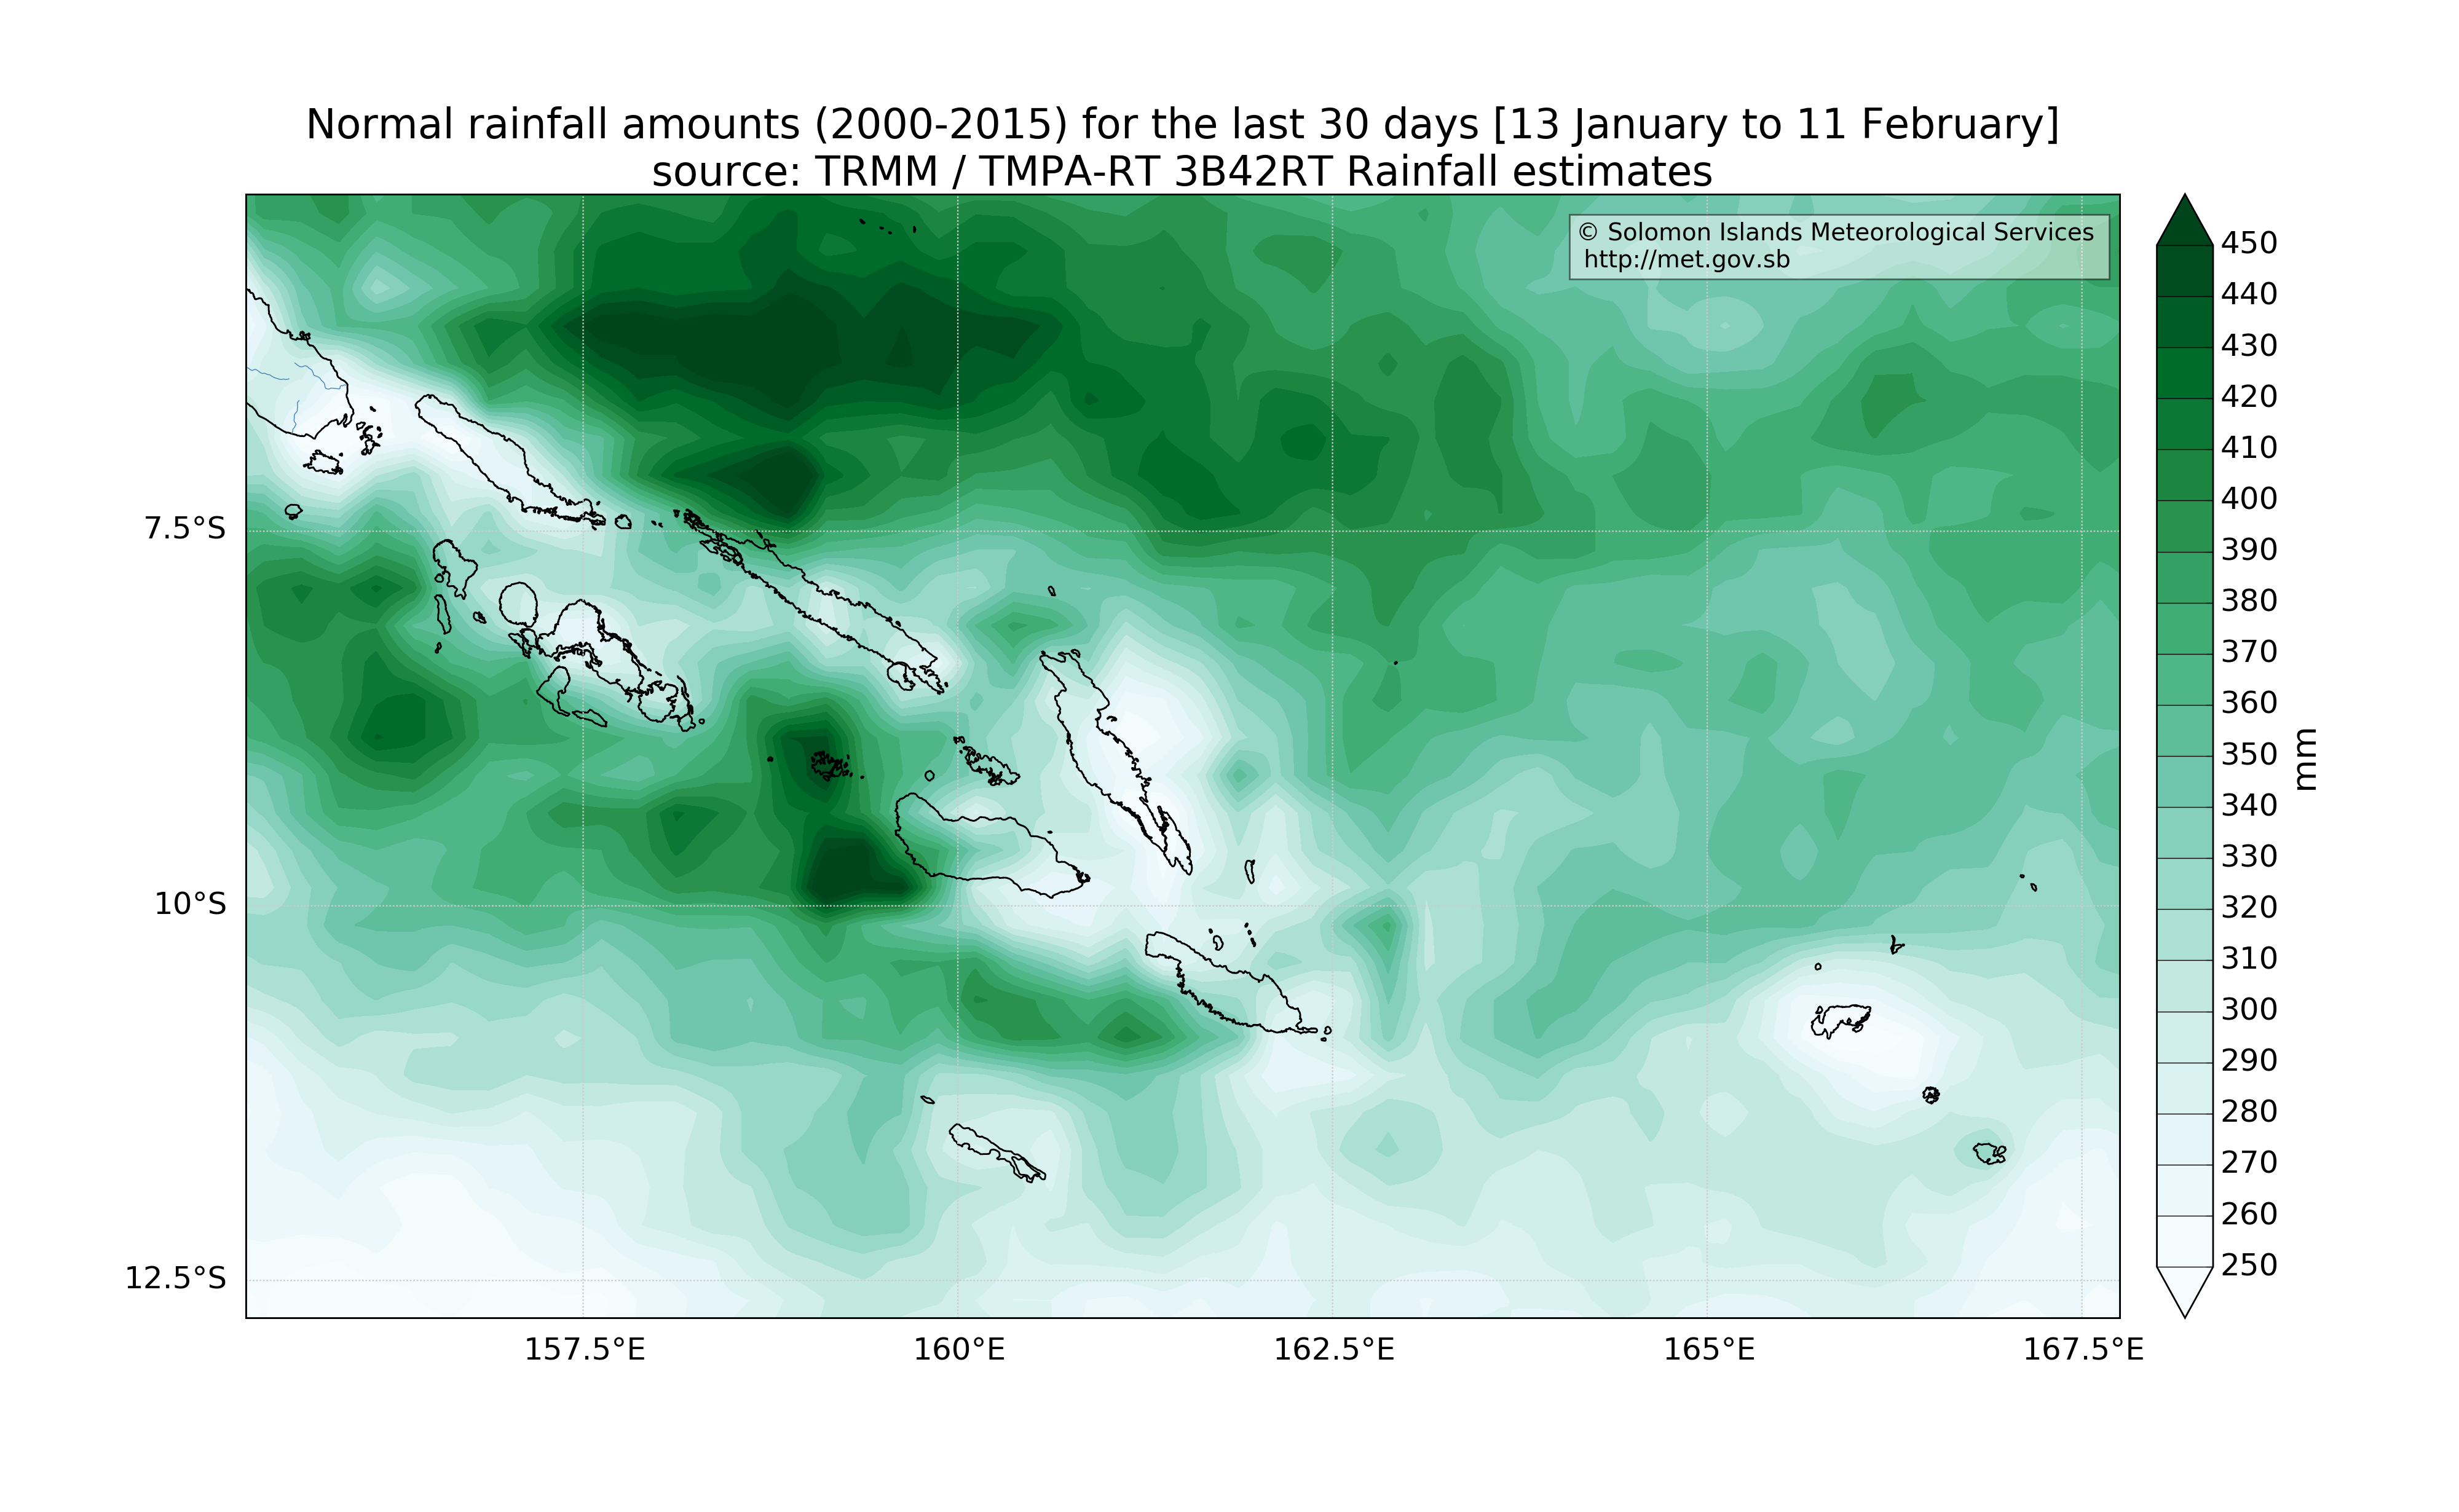 Normal rainfall amounts (2000-2015) for the last 30 days [13 January to 11 February]
source: TRMM / TMPA-RT 3B42RT Rainfall estimates
© Solomon Islands Meteorological Services
http://met.gov.sb
7.5°S
10°S
12.5°S
157.5°E
160°E
162.5°E
165°E
167.5°E
450
440
430
420
410
400
390
380
370
360
350
340
330
320
310
300
290
280
270
260
250
mm